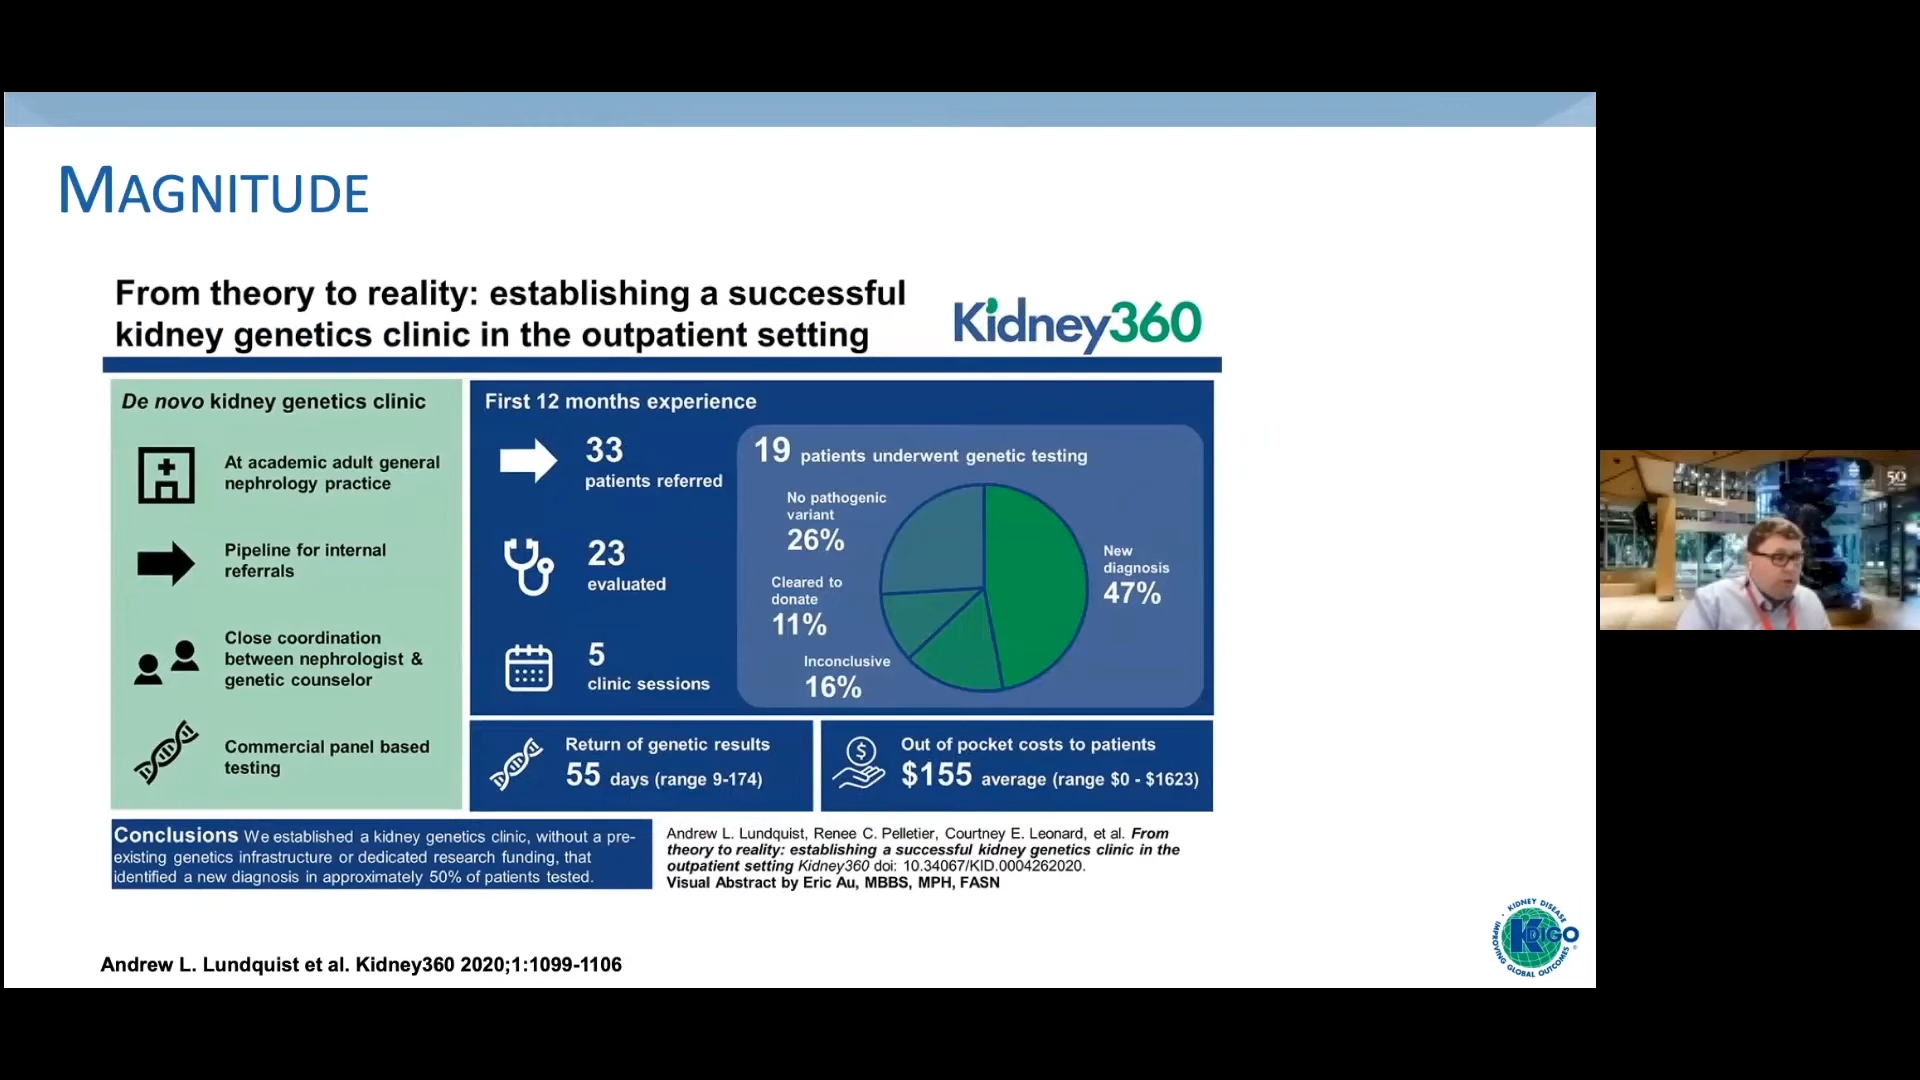 MAGNITUDE
From theory to reality: establishing a successful
kidney genetics clinic in the outpatient setting
Kidney360
De novo kidney genetics clinic
At academic adult general
nephrology practice
Pipeline for internal
referrals
Close coordination
between nephrologist &
genetic counselor
Commercial panel based
testing
First 12 months experience
33
patients referred
23
evaluated
5
clinic sessions
19 patients underwent genetic testing
No pathogenic
variant
26%
Cleared to
donate
11%
Inconclusive
16%
New
diagnosis
47%
Return of genetic results
55 days (range 9-174)
$
Out of pocket costs to patients
$155 average (range $0 - $1623)
Conclusions We established a kidney genetics clinic, without a pre-
existing genetics infrastructure or dedicated research funding, that
identified a new diagnosis in approximately 50% of patients tested.
Andrew L. Lundquist, Renee C. Pelletier, Courtney E. Leonard, et al. From
theory to reality: establishing a successful kidney genetics clinic in the
outpatient setting Kidney360 doi: 10.34067/KID.0004262020.
Visual Abstract by Eric Au, MBBS, MPH, FASN
Andrew L. Lundquist et al. Kidney360 2020;1:1099-1106
KIDNEY DISEASE
KDIGO
IMPROVING GLOBAL OUTCOMES
50